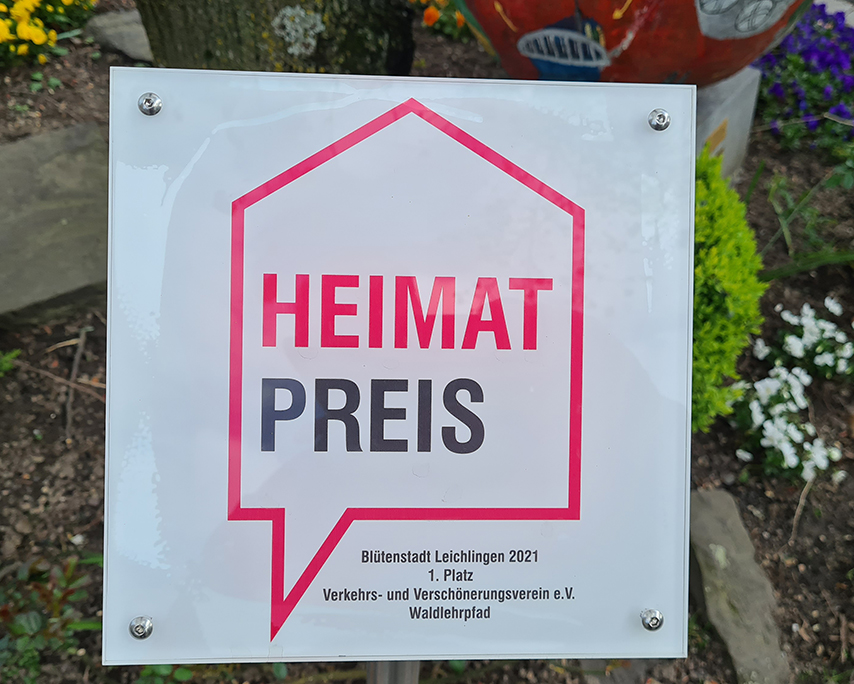 HEIMAT
PREIS
Blütenstadt Leichlingen 2021
1. Platz
Verkehrs- und Verschönerungsverein e.V.
Waldlehrpfad